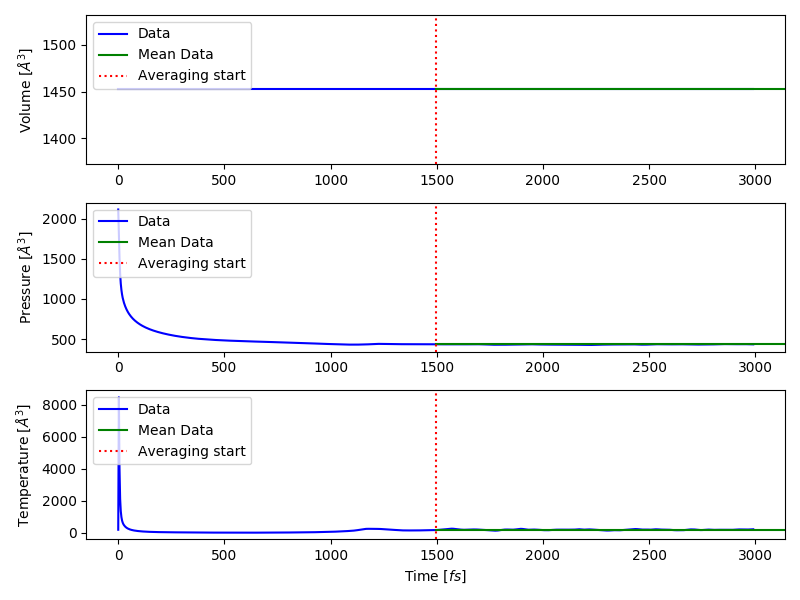 Volume [Å³]
1500
1450
1400
Data
Mean Data
Averaging start
0 500 1000 1500 2000 2500 3000
Pressure [Å³]
2000
1500
1000
500
Data
Mean Data
Averaging start
0 500 1000 1500 2000 2500 3000
Temperature [Å³]
8000
6000
4000
2000
0
Data
Mean Data
Averaging start
0 500 1000 1500 2000 2500 3000
Time [fs]